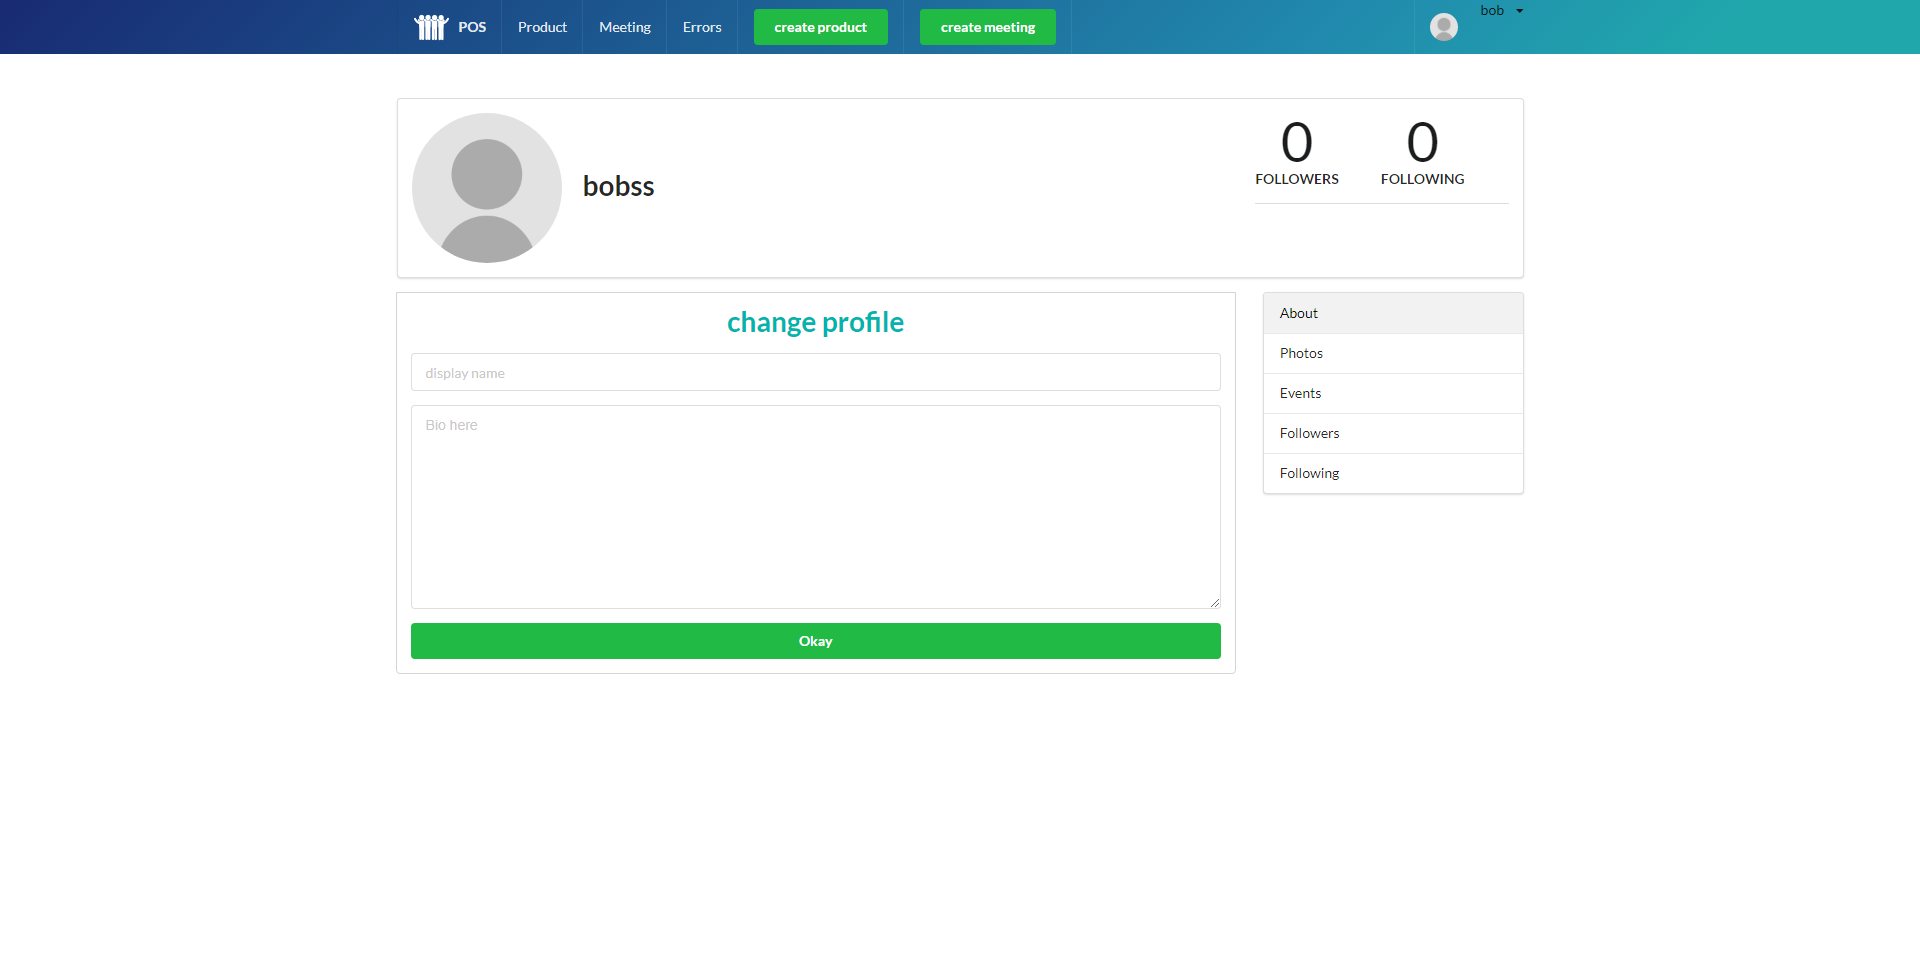 POS Product Meeting Errors create product create meeting bob
bobss
0 0
FOLLOWERS FOLLOWING
change profile
display name
Bio here
Okay
About
Photos
Events
Followers
Following